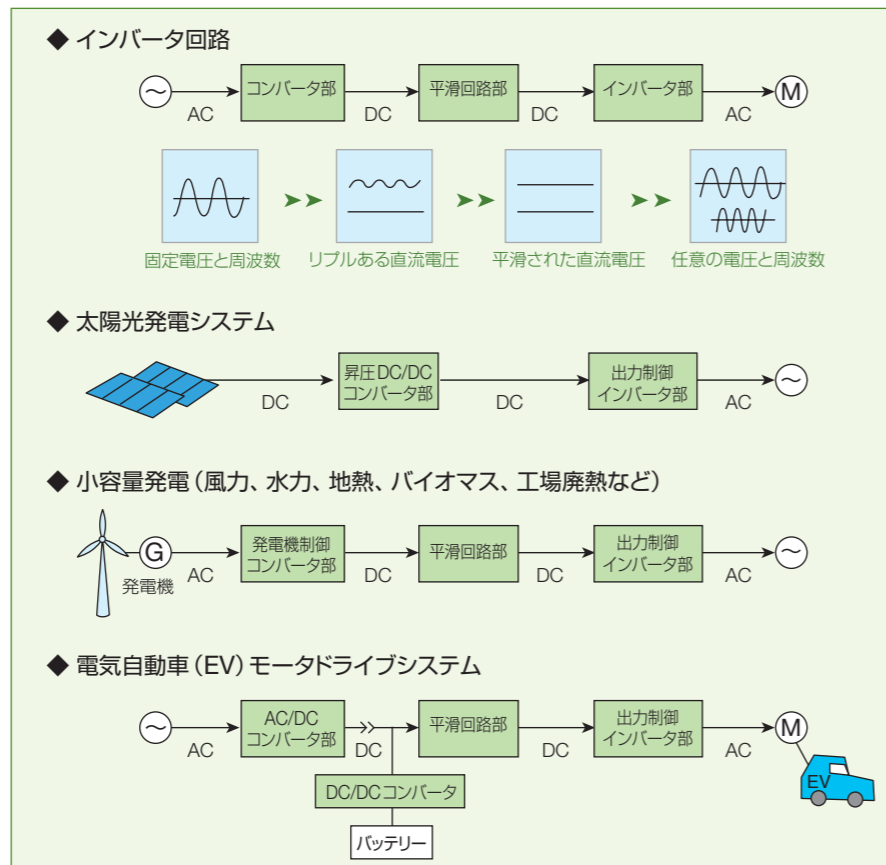 ◆ インバータ回路
～
AC
コンバータ部
DC
平滑回路部
DC
インバータ部
AC
M
固定電圧と周波数
リプルある直流電圧
平滑された直流電圧
任意の電圧と周波数
◆ 太陽光発電システム
DC
昇圧DC/DC
コンバータ部
DC
出力制御
インバータ部
AC
～
◆ 小容量発電（風力、水力、地熱、バイオマス、工場廃熱など）
G
発電機
AC
発電機制御
コンバータ部
DC
平滑回路部
DC
出力制御
インバータ部
AC
～
◆ 電気自動車（EV）モータドライブシステム
～
AC
AC/DC
コンバータ部
DC
平滑回路部
DC
出力制御
インバータ部
AC
M
EV
DC/DCコンバータ
バッテリー